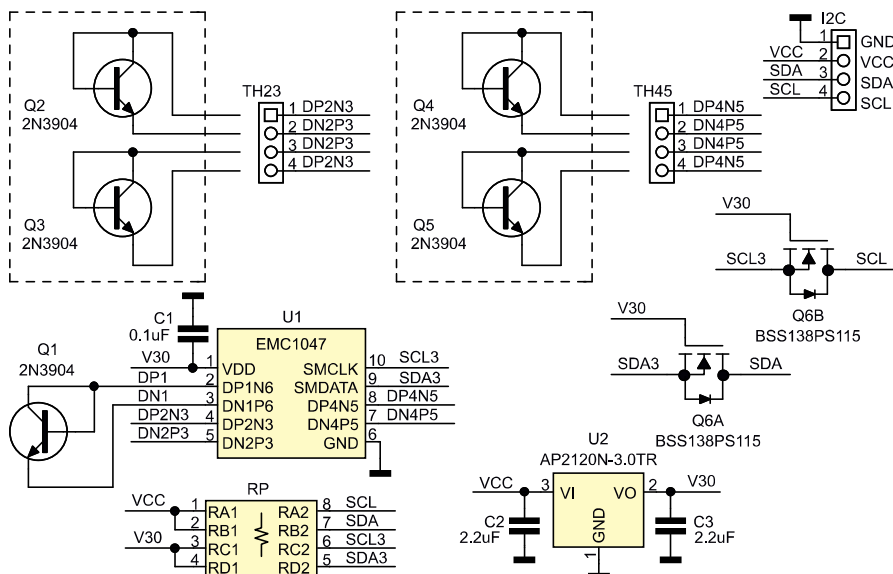 Q2
2N3904
Q3
2N3904
TH23
1 DP2N3
2 DN2P3
3 DN2P3
4 DP2N3
Q4
2N3904
Q5
2N3904
TH45
1 DP4N5
2 DN4P5
3 DN4P5
4 DP4N5
I2C
1 GND
VCC 2 VCC
SDA 3 SDA
SCL 4 SCL
V30
SCL3 SCL
Q6B
BSS138PS115
V30
SDA3 SDA
Q6A
BSS138PS115
C1
0.1uF
Q1
2N3904
U1
EMC1047
V30 1 VDD SMCLK 10 SCL3
DP1 2 DP1N6 SMDATA 9 SDA3
DN1 3 DN1P6 DP4N5 8 DP4N5
DP2N3 4 DP2N3 DN4P5 7 DN4P5
DN2P3 5 DN2P3 GND 6
RP
VCC 1 RA1 RA2 8 SCL
2 RB1 RB2 7 SDA
V30 3 RC1 RC2 6 SCL3
4 RD1 RD2 5 SDA3
U2
AP2120N-3.0TR
VCC 3 VI VO 2 V30
GND
1
C2
2.2uF
C3
2.2uF